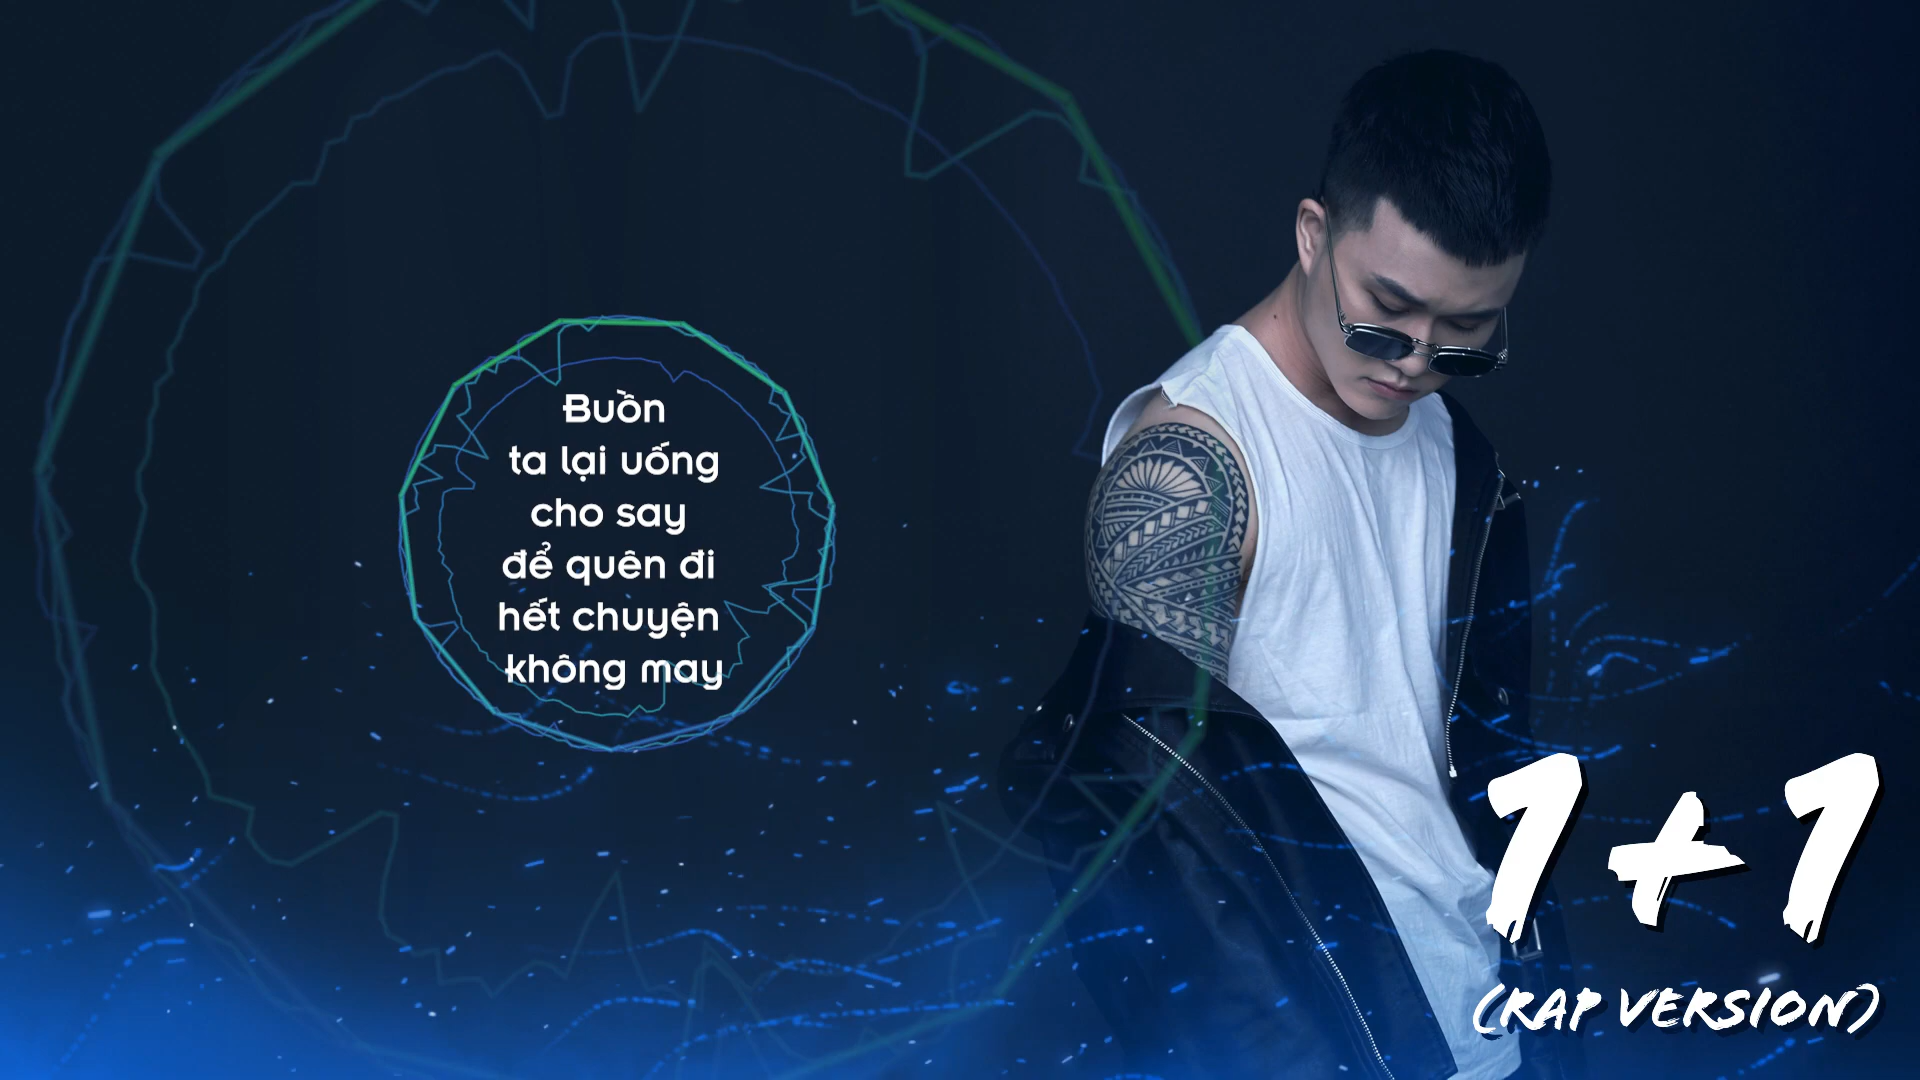 Buồn
ta lại uống
cho say
để quên đi
hết chuyện
không may
1+1
(RAP VERSION)